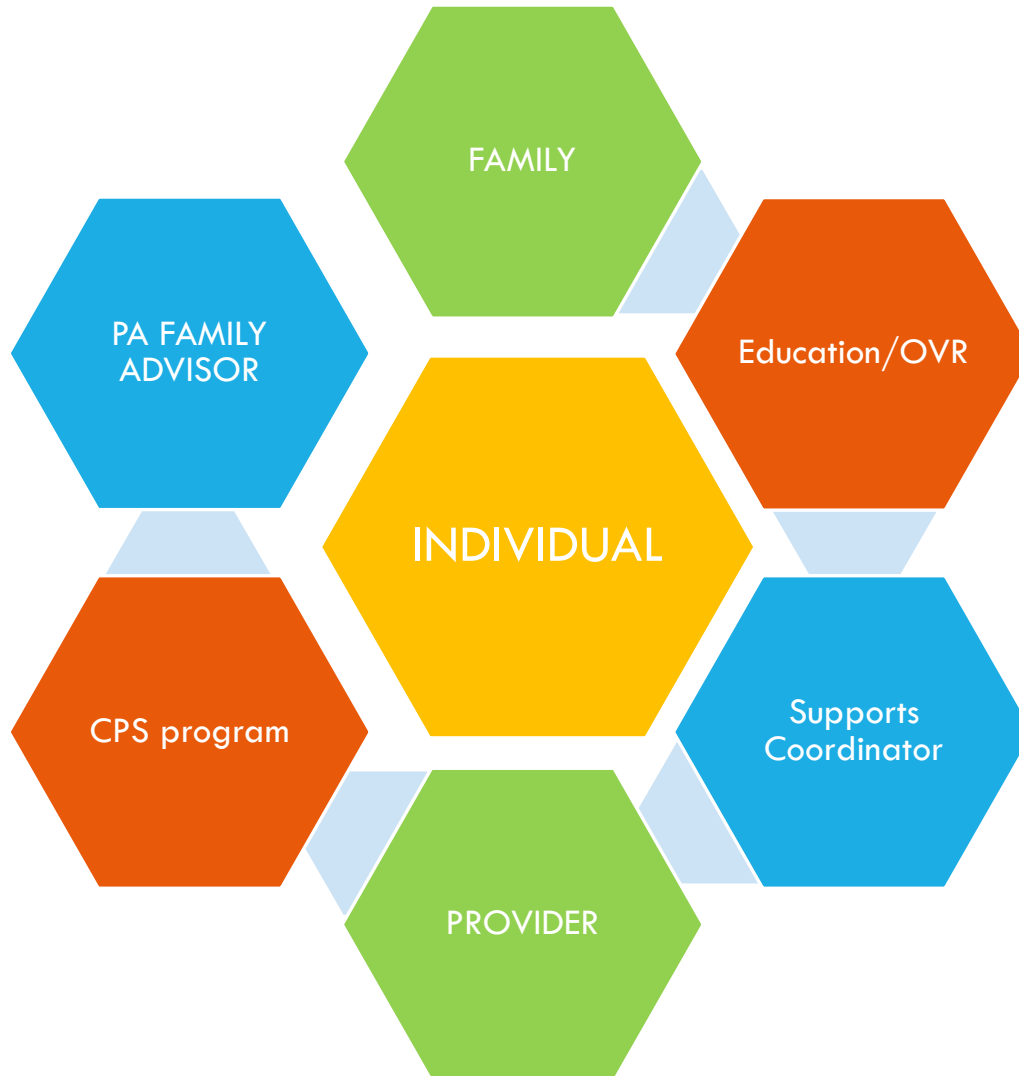 FAMILY
PA FAMILY
ADVISOR
Education/OVR
INDIVIDUAL
CPS program
Supports
Coordinator
PROVIDER